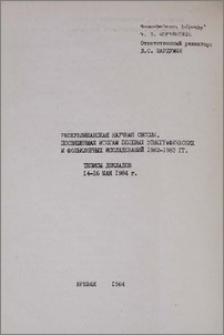 Ответственный редактор:
РЕСПУБЛИКАНСКАЯ НАУЧНАЯ СЕССИЯ,
ПОСВЯЩЕННАЯ ИТОГАМ ПОЛЕВЫХ ЭТНОГРАФИЧЕСКИХ
И ФОЛЬКЛОРНЫХ ИССЛЕДОВАНИЙ 1982-1983 ГГ.
ТЕЗИСЫ ДОКЛАДОВ
14-16 МАЯ 1984 г.
ЕРЕВАН 1984